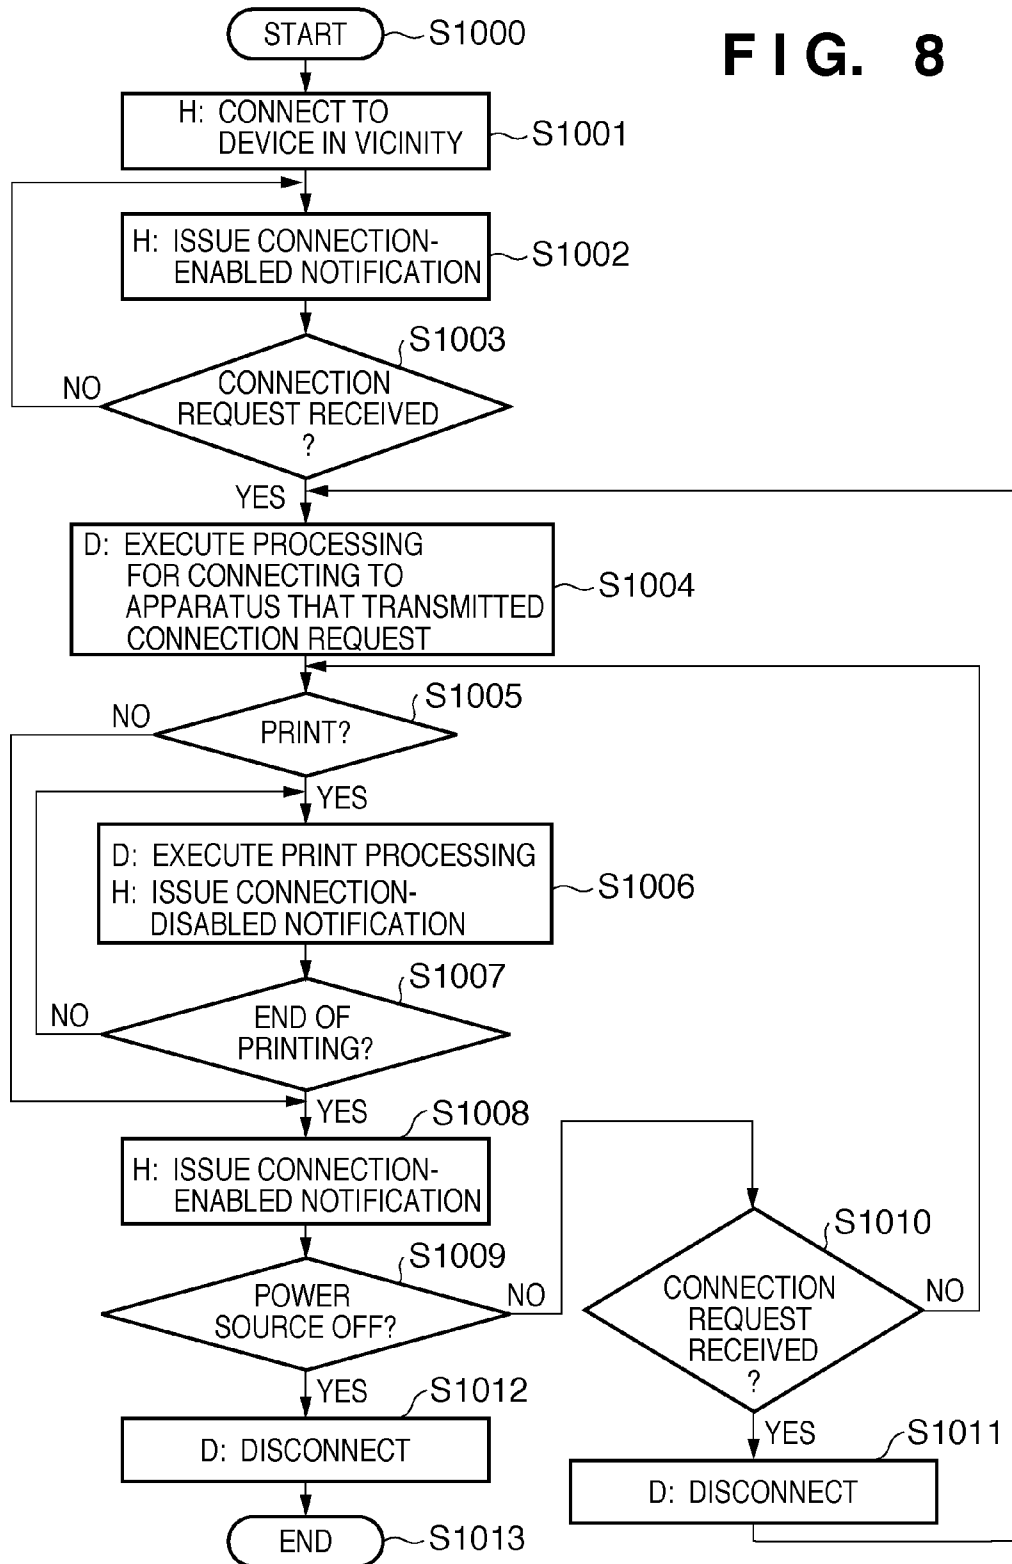 START
S1000
FIG. 8
H: CONNECT TO
DEVICE IN VICINITY
S1001
H: ISSUE CONNECTION-
ENABLED NOTIFICATION
S1002
S1003
CONNECTION
REQUEST RECEIVED
?
NO
YES
D: EXECUTE PROCESSING
FOR CONNECTING TO
APPARATUS THAT TRANSMITTED
CONNECTION REQUEST
S1004
S1005
PRINT?
NO
YES
D: EXECUTE PRINT PROCESSING
H: ISSUE CONNECTION-
DISABLED NOTIFICATION
S1006
S1007
END OF
PRINTING?
NO
YES
S1008
H: ISSUE CONNECTION-
ENABLED NOTIFICATION
S1009
POWER
SOURCE OFF?
NO
S1010
CONNECTION
REQUEST
RECEIVED
?
NO
YES
S1011
D: DISCONNECT
YES
S1012
D: DISCONNECT
END
S1013